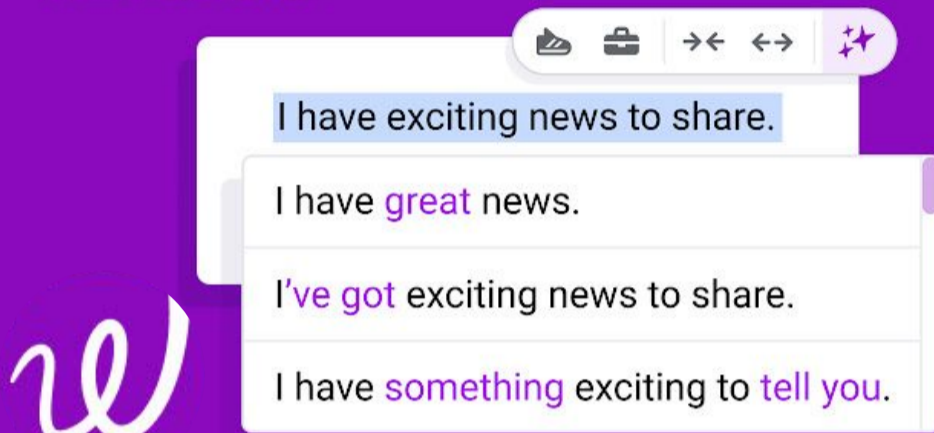 I have exciting news to share.
I have great news.
I've got exciting news to share.
I have something exciting to tell you.